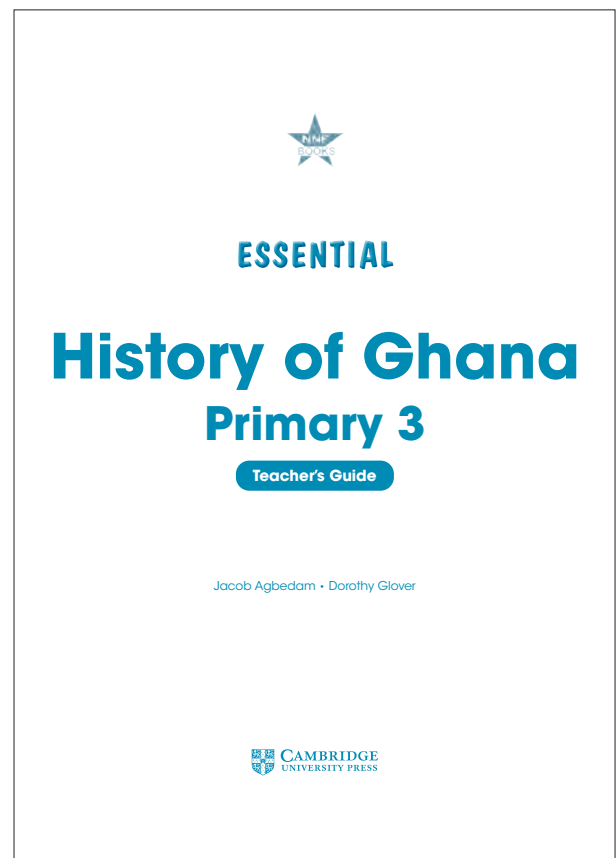 NNF
BOOKS
ESSENTIAL
History of Ghana
Primary 3
Teacher's Guide
Jacob Agbedam • Dorothy Glover
CAMBRIDGE
UNIVERSITY PRESS